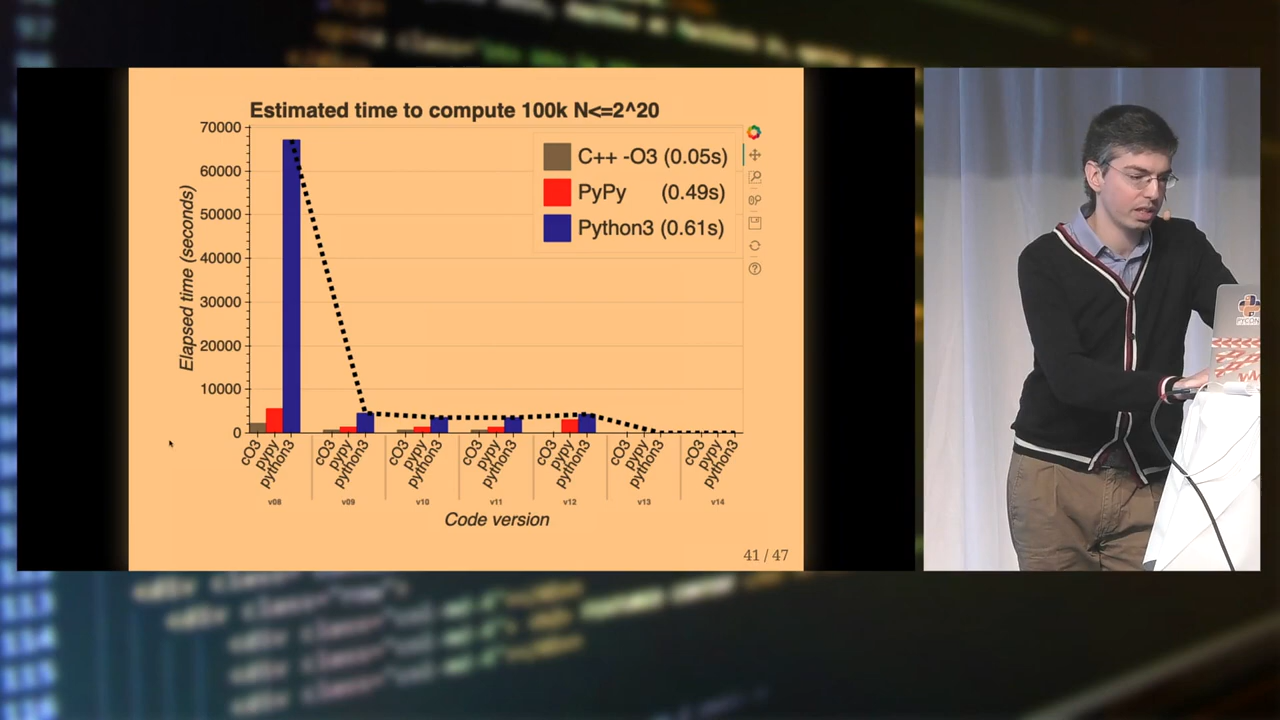 Estimated time to compute 100k N<=2^20
70000
60000
50000
40000
30000
20000
10000
0
Elapsed time (seconds)
C++ -O3 (0.05s)
PyPy (0.49s)
Python3 (0.61s)
cO3 pypy python3 cO3 pypy python3 cO3 pypy python3 cO3 pypy python3 cO3 pypy python3 cO3 pypy python3 cO3 pypy python3
v08 v09 v10 v11 v12 v13 v14
Code version
41 / 47
PYCON